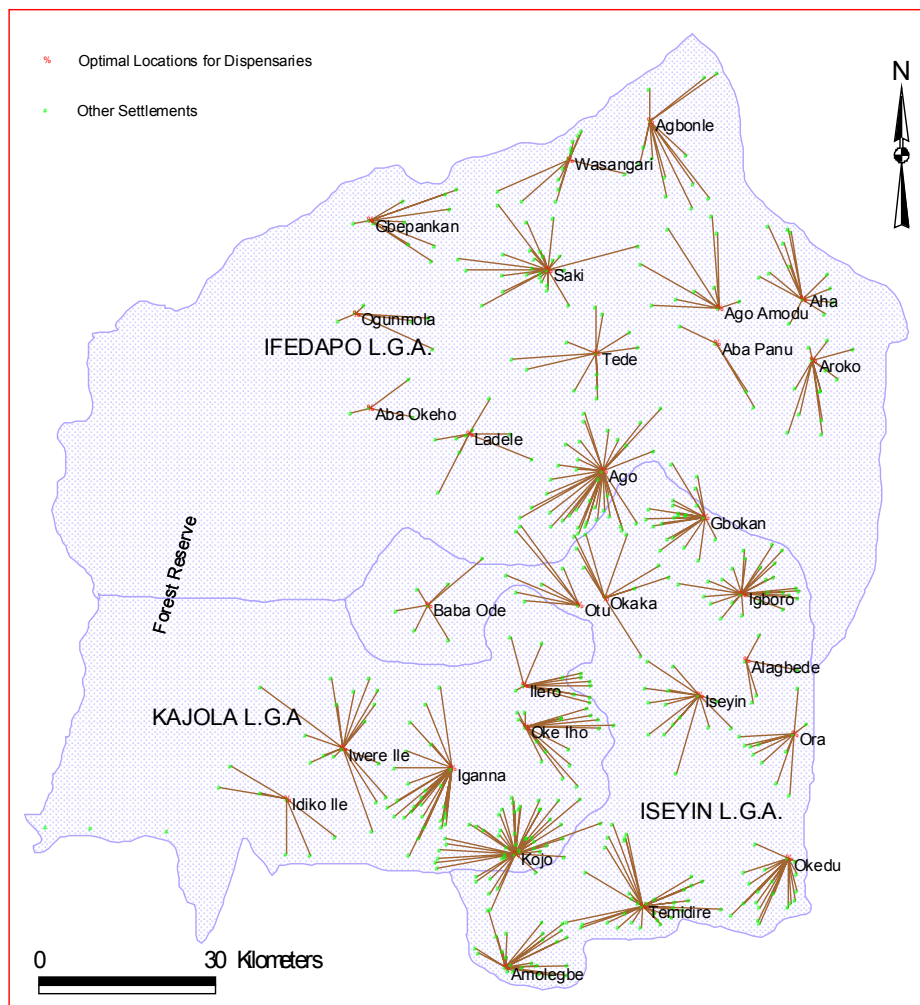 Optimal Locations for Dispensaries
Other Settlements
N
Agbonle
Wasangari
Gbepankan
Saki
Aha
Ago Amodu
Ogunmola
IFEDAPO L.G.A.
Aba Panu
Tede
Aroko
Aba Okeho
Ladele
Ago
Gbokan
Forest Reserve
Igboro
Okaka
Otu
Baba Ode
Alagbede
Ilero
Iseyin
KAJOLA L.G.A
Oke Iho
Ora
Iwere Ile
Iganna
Idiko Ile
ISEYIN L.G.A.
Kojo
Okedu
Temidire
0 30 Kilometers
Amolegbe